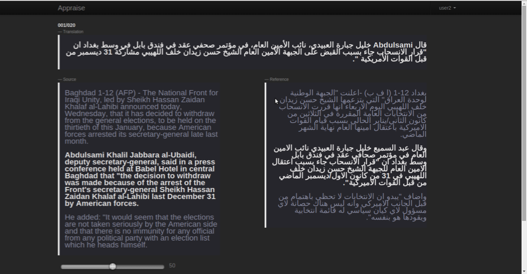 Appraise
user3
001/020
Translation
قال Abdulsami خليل جبارة العبيدي، نائب الأمين العام، في مؤتمر صحفي عقد في فندق بابل في وسط بغداد ان
"قرار الانسحاب جاء بسبب القبض على الأمين العام الشيخ حسن زيدان خلف اللهيبي مشاركة 31 ديسمبر من
قبل القوات الأمريكية ".
Source
Baghdad 12-1 (AFP) - The National Front for
Iraqi Unity, led by Sheikh Hassan Zaidan
Khalaf al-Lahibi announced today,
Wednesday, that it has decided to withdraw
from the general elections, to be held on the
thirtieth of this January, because American
forces arrested its secretary-general late last
month.
Abdulsami Khalil Jabbara al-Ubaidi,
deputy secretary-general, said in a press
conference held at Babel Hotel in central
Baghdad that "the decision to withdraw
was made because of the arrest of the
Front's secretary-general Sheikh Hassan
Zaidan Khalaf al-Lahibi last December 31
by American forces.
He added: "It would seem that the elections
are not taken seriously by the American side
and that there is no immunity for any official
from any political party with an election list
which he heads himself.
Reference
بغداد 12-1 (ا ف ب) -اعلنت "الجبهة الوطنية
لوحدة العراق" التي يتزعمها الشيخ حسن زيدان
خلف اللهيبي اليوم الاربعاء انها قررت الانسحاب
من الانتخابات العامة المقررة في الثلاثين من
كانون الثاني/يناير الحالي بسبب قيام القوات
الاميركية باعتقال امينها العام نهاية الشهر
الماضي.
وقال عبد السميع خليل جبارة العبيدي نائب الامين
العام في مؤتمر صحافي عقد في فندق بابل
وسط بغداد ان "قرار الانسحاب جاء بسبب اعتقال
الامين العام للجبهة الشيخ حسن زيدان خلف
اللهيبي في 31 من كانون الاول/ديسمبر الماضي
من قبل القوات الاميركية".
واضاف "يبدو ان الانتخابات لا تحظى باهتمام من
قبل الجانب الاميركي وانه ليس هناك حصانة لاي
مسؤول لاي كيان سياسي له قائمة انتخابية
ويقودها هو بنفسه".
50